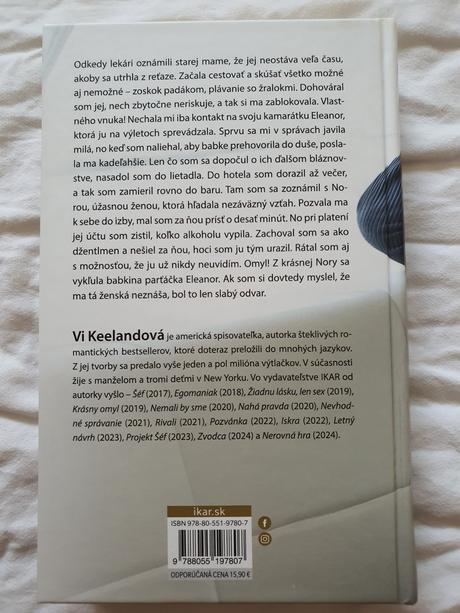 Odkedy lekári oznámili starej mame, že jej neostáva veľa času,
akoby sa utrhla z reťaze. Začala cestovať a skúšať všetko možné
aj nemožné – zoskok padákom, plávanie so žralokmi. Dohováral
som jej, nech zbytočne neriskuje, a tak si ma zablokovala. Vlast-
ného vnuka! Nechala mi iba kontakt na svoju kamarátku Eleanor,
ktorá ju na výletoch sprevádzala. Sprvu sa mi v správach javila
milá, no keď som naliehal, aby babke prehovorila do duše, posla-
la ma kadeľahšie. Len čo som sa dopočul o ich ďalšom bláznov-
stve, nasadol som do lietadla. Do hotela som dorazil až večer,
a tak som zamieril rovno do baru. Tam som sa zoznámil s No-
rou, úžasnou ženou, ktorá hľadala nezáväzný vzťah. Pozvala ma
k sebe do izby, mal som za ňou prísť o desať minút. No pri platení
jej účtu som zistil, koľko alkoholu vypila. Zachoval som sa ako
džentlmen a nešiel za ňou, hoci som ju tým urazil. Rátal som aj
s možnosťou, že ju už nikdy neuvidím. Omyl! Z krásnej Nory sa
vykľula babkina parťáčka Eleanor. Ak som si dovtedy myslel, že
ma tá ženská neznáša, bol to len slabý odvar.
Vi Keelandová je americká spisovateľka, autorka šteklivých ro-
mantických bestsellerov, ktoré doteraz preložili do mnohých jazykov.
Z jej tvorby sa predalo vyše jeden a pol milióna výtlačkov. V súčasnosti
žije s manželom a tromi deťmi v New Yorku. Vo vydavateľstve IKAR od
autorky vyšlo – Šéf (2017), Egomaniak (2018), Žiadnu lásku, len sex (2019),
Krásny omyl (2019), Nemali by sme (2020), Nahá pravda (2020), Nevhod-
né správanie (2021), Rivali (2021), Pozvánka (2022), Iskra (2022), Letný
návrh (2023), Projekt Šéf (2023), Zvodca (2024) a Nerovná hra (2024).
ikar.sk
ISBN 978-80-551-9780-7
9 788055 197807
ODPORÚČANÁ CENA 15,90 €